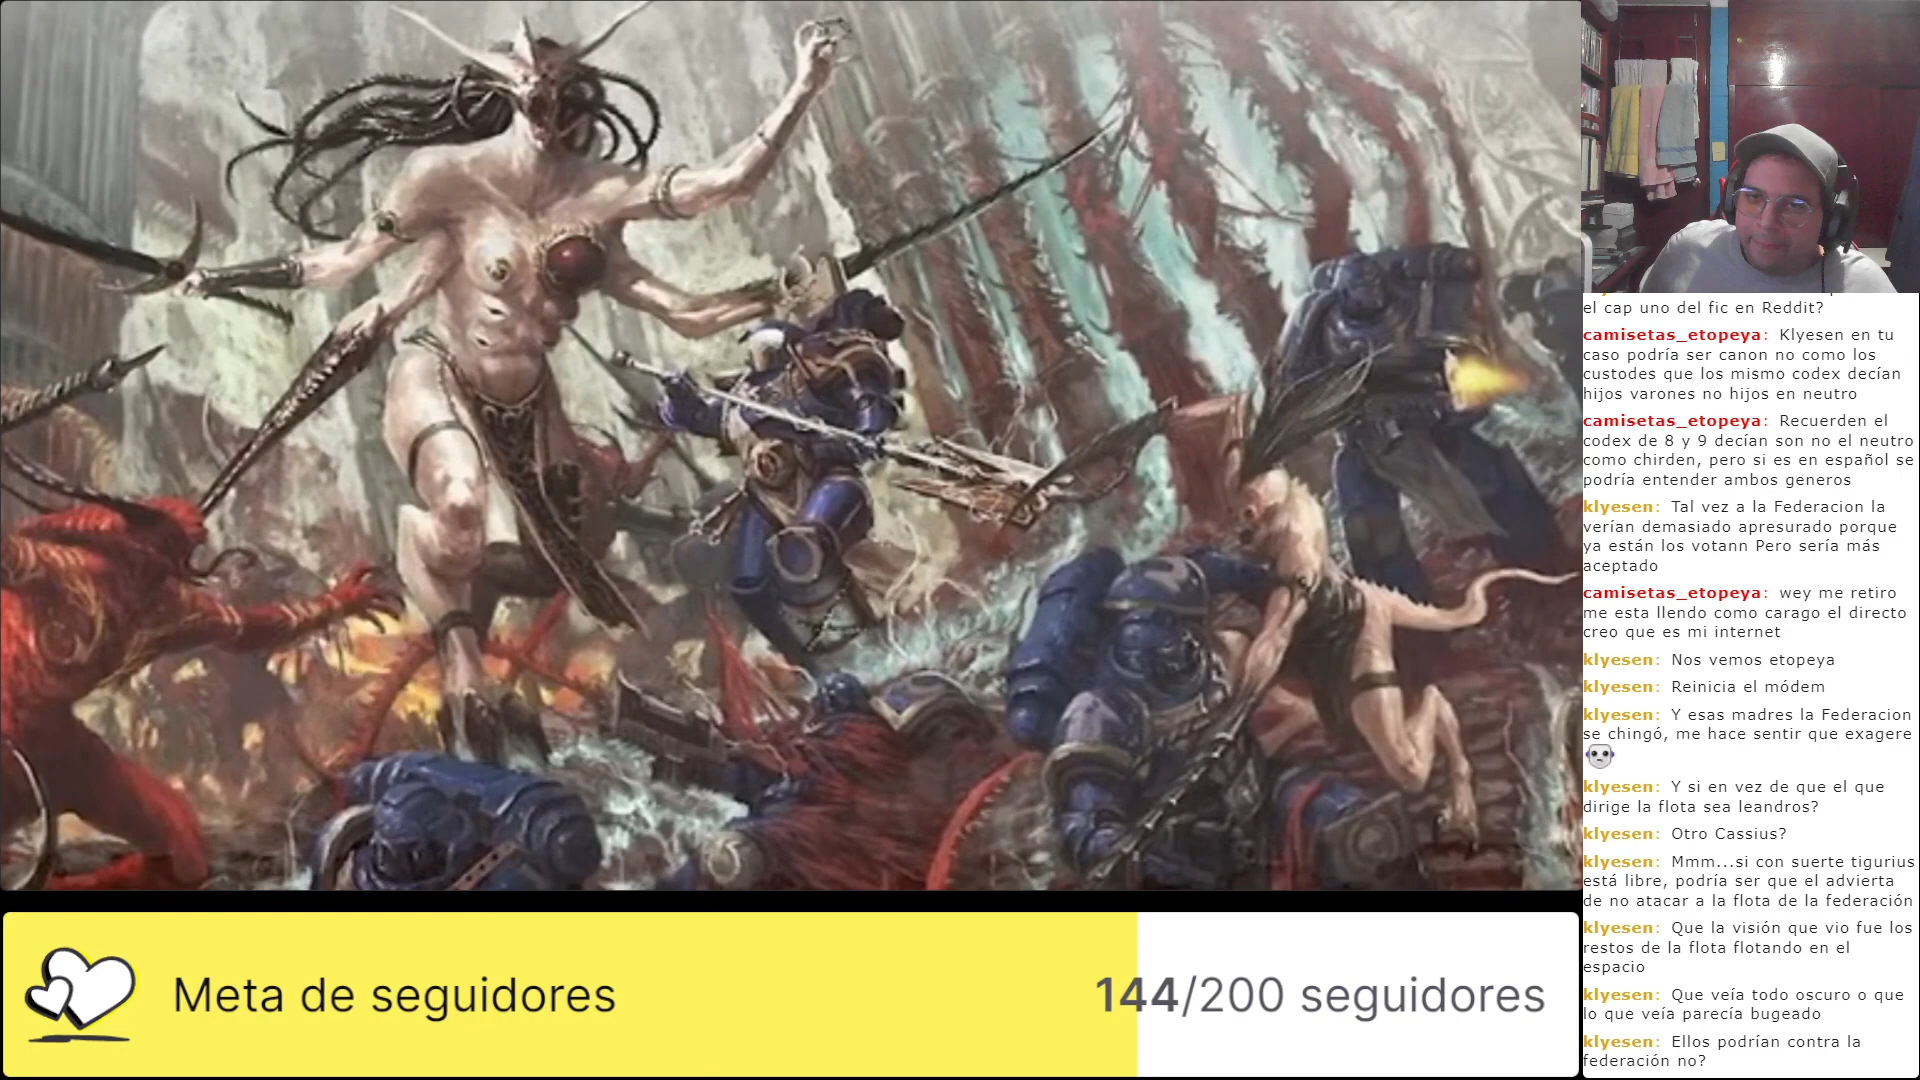 el cap uno del fic en Reddit?
camisetas_etopeya: Klyesen en tu
caso podría ser canon no como los
custodes que los mismo codex decían
hijos varones no hijos en neutro
camisetas_etopeya: Recuerden el
codex de 8 y 9 decían son no el neutro
como chirden, pero si es en español se
podría entender ambos generos
klyesen: Tal vez a la Federacion la
verían demasiado apresurado porque
ya están los votann Pero sería más
aceptado
camisetas_etopeya: wey me retiro
me esta llendo como carago el directo
creo que es mi internet
klyesen: Nos vemos etopeya
klyesen: Reinicia el módem
klyesen: Y esas madres la Federacion
se chingó, me hace sentir que exagere
klyesen: Y si en vez de que el que
dirige la flota sea leandros?
klyesen: Otro Cassius?
klyesen: Mmm...si con suerte tigurius
está libre, podría ser que el advierta
de no atacar a la flota de la federación
klyesen: Que la visión que vio fue los
restos de la flota flotando en el
espacio
klyesen: Que veía todo oscuro o que
lo que veía parecía bugeado
klyesen: Ellos podrían contra la
federación no?
Meta de seguidores
144/200 seguidores